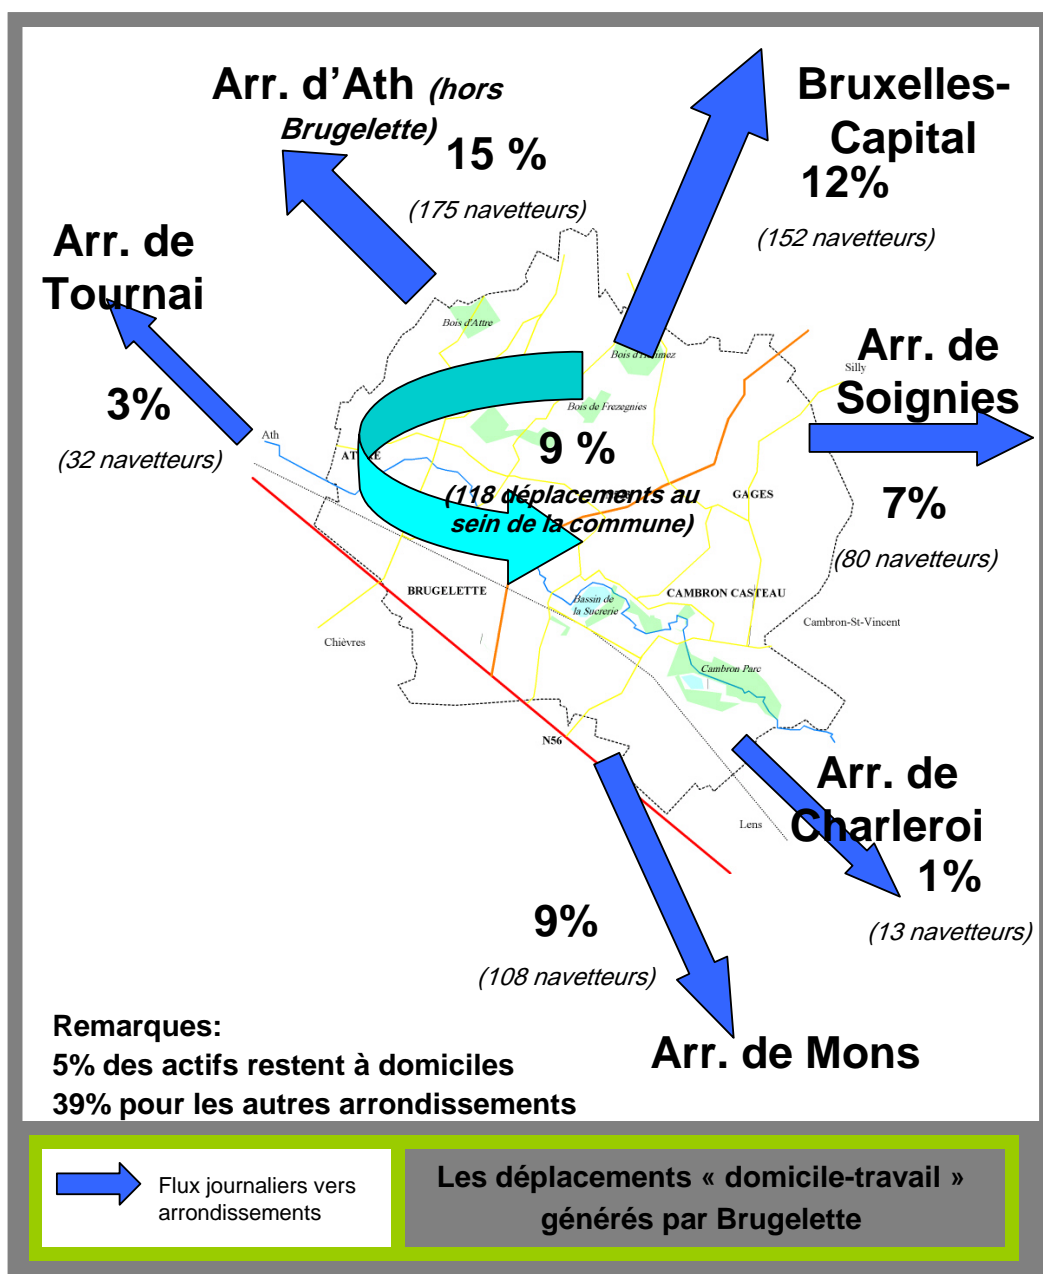 Arr. d'Ath (hors
Brugelette)
15 %
(175 navetteurs)
Bruxelles-
Capital
12%
(152 navetteurs)
Arr. de
Tournai
3%
(32 navetteurs)
Bois d'Attre
Bois de Frezegnies
Arr. de
Soignies
Silly
7%
(80 navetteurs)
Ath
9 %
(118 déplacements au
sein de la commune)
GAGES
BRUGELETTE
Bassin de
la Sucrerie
CAMBRON CASTEAU
Cambron-St-Vincent
Chièvres
Cambron Parc
N56
Lens
Arr. de
Charleroi
1%
(13 navetteurs)
9%
(108 navetteurs)
Arr. de Mons
Remarques:
5% des actifs restent à domiciles
39% pour les autres arrondissements
Flux journaliers vers
arrondissements
Les déplacements « domicile-travail »
générés par Brugelette